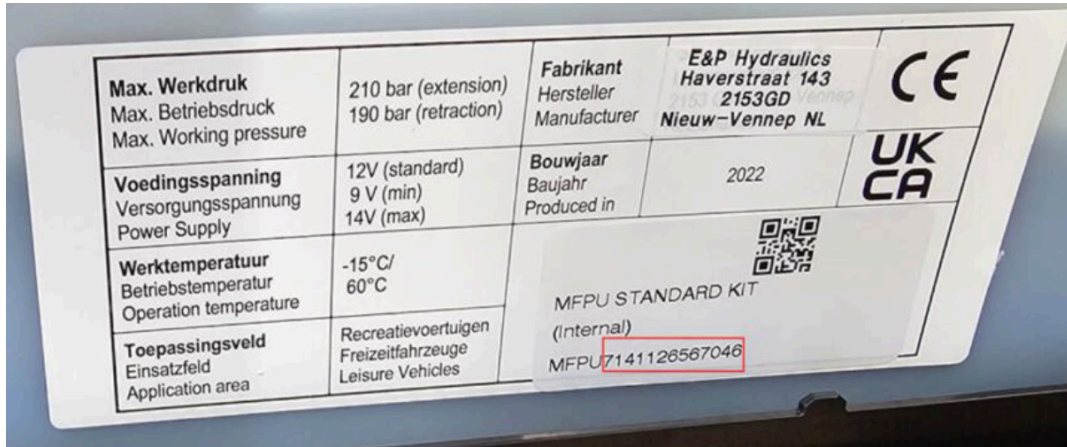 Max. Werkdruk
Max. Betriebsdruck
Max. Working pressure
210 bar (extension)
190 bar (retraction)
Fabrikant
Hersteller
Manufacturer
E&P Hydraulics
Haverstraat 143
2153GD
Nieuw-Vennep NL
CE
Voedingsspanning
Versorgungsspannung
Power Supply
12V (standard)
9 V (min)
14V (max)
Bouwjaar
Baujahr
Produced in
2022
UK
CA
Werktemperatuur
Betriebstemperatur
Operation temperature
-15°C/
60°C
Toepassingsveld
Einsatzfeld
Application area
Recreatievoertuigen
Freizeitfahrzeuge
Leisure Vehicles
MFPU STANDARD KIT
(Internal)
MFPU7141126567046